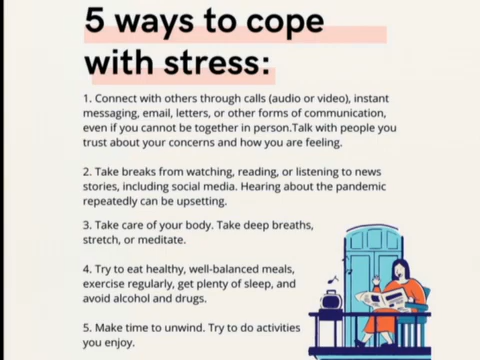 5 ways to cope
with stress:
1. Connect with others through calls (audio or video), instant
messaging, email, letters, or other forms of communication,
even if you cannot be together in person.Talk with people you
trust about your concerns and how you are feeling.
2. Take breaks from watching, reading, or listening to news
stories, including social media. Hearing about the pandemic
repeatedly can be upsetting.
3. Take care of your body. Take deep breaths,
stretch, or meditate.
4. Try to eat healthy, well-balanced meals,
exercise regularly, get plenty of sleep, and
avoid alcohol and drugs.
5. Make time to unwind. Try to do activities
you enjoy.